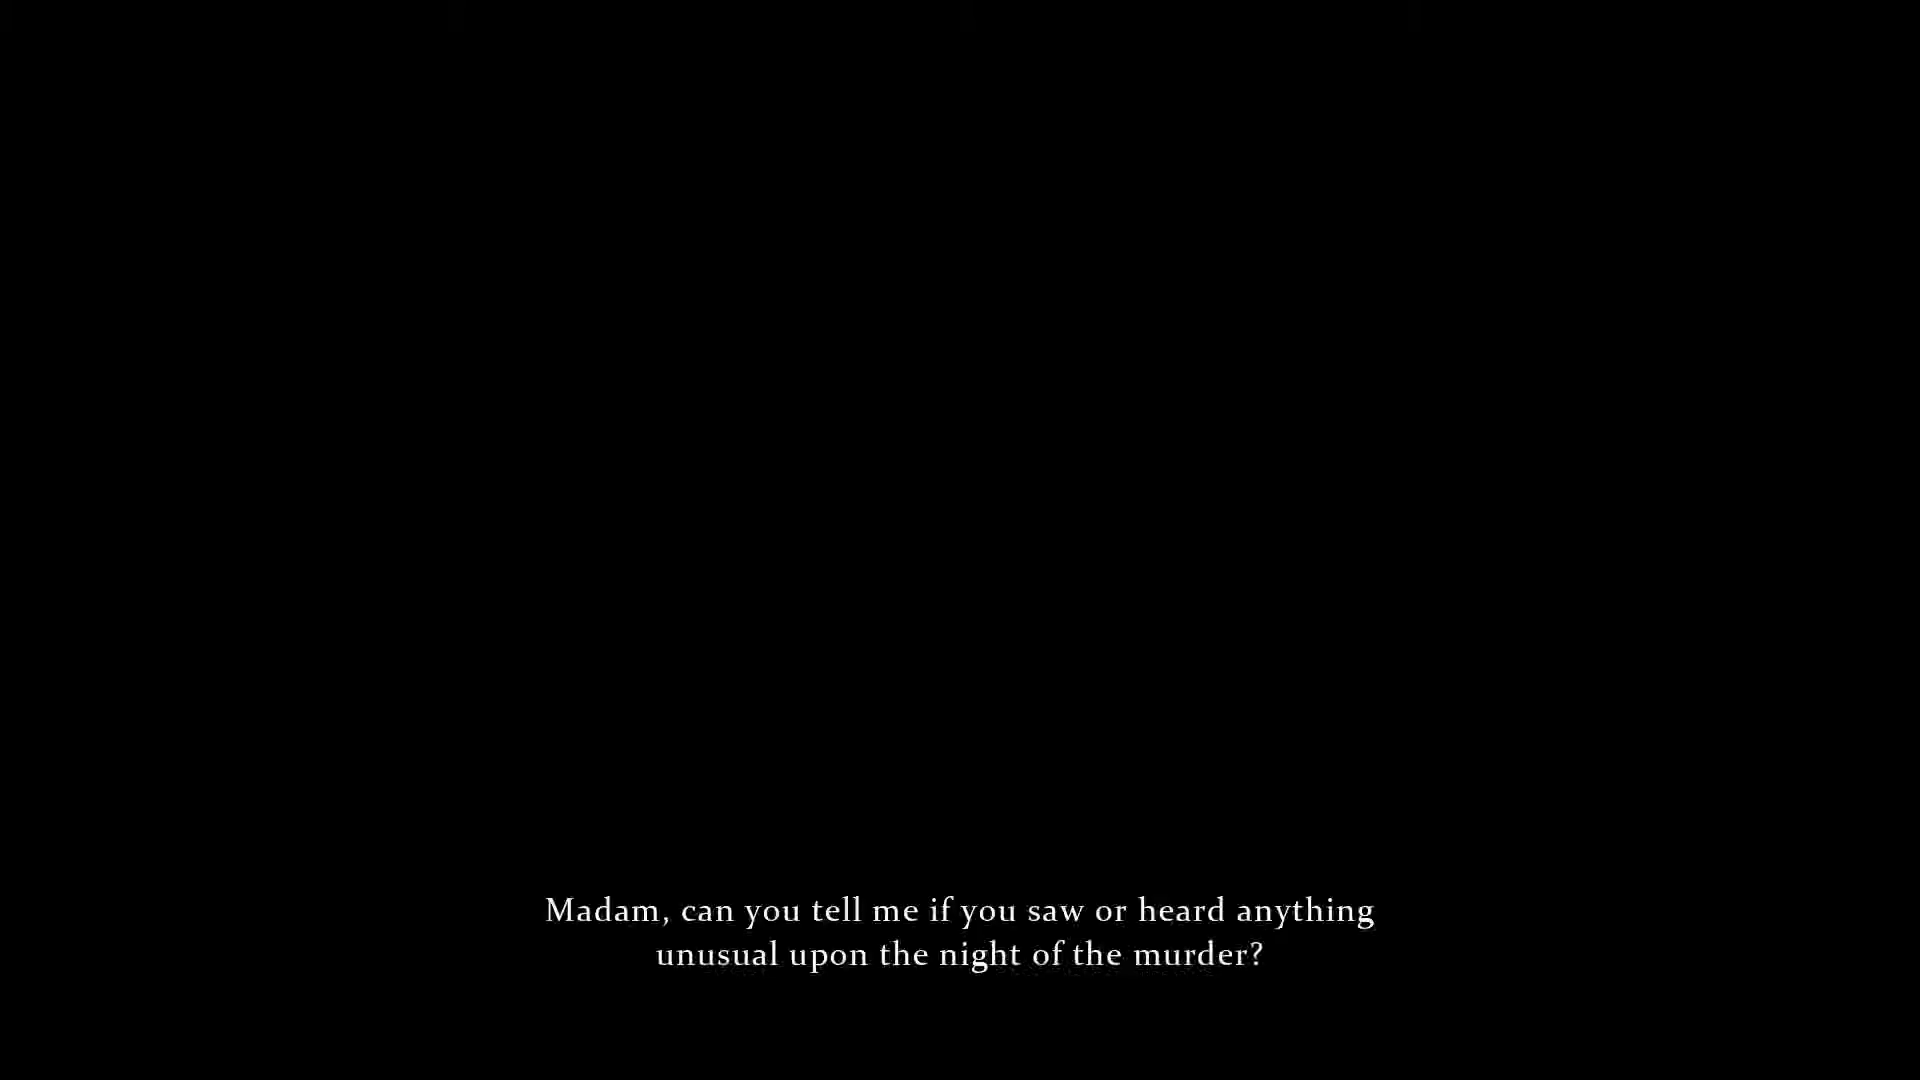 Madam, can you tell me if you saw or heard anything
unusual upon the night of the murder?